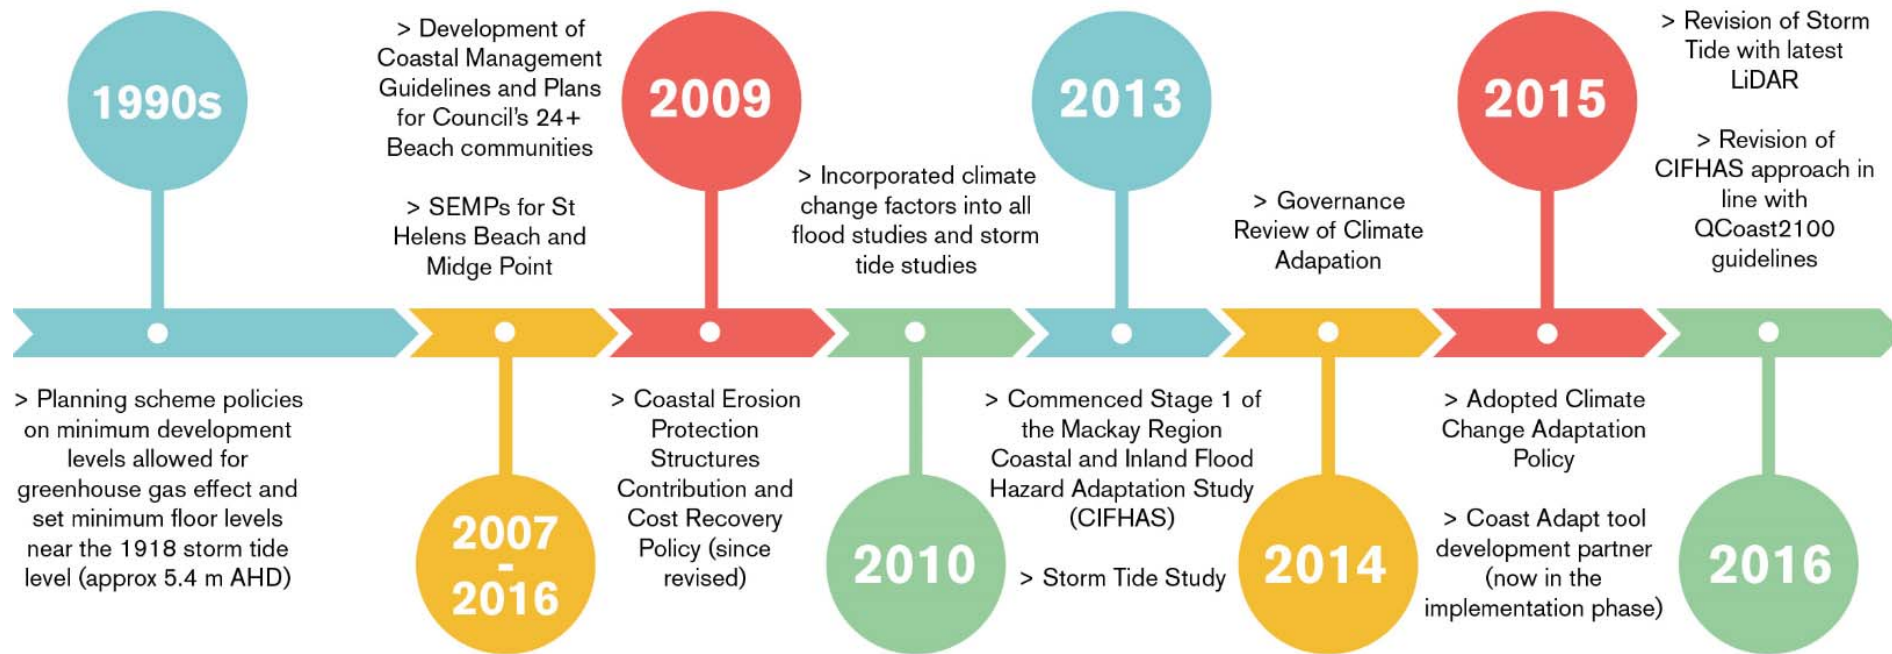 1990s
> Planning scheme policies
on minimum development
levels allowed for
greenhouse gas effect and
set minimum floor levels
near the 1918 storm tide
level (approx 5.4 m AHD)
> Development of
Coastal Management
Guidelines and Plans
for Council's 24+
Beach communities
> SEMPs for St
Helens Beach and
Midge Point
2007
-
2016
2009
> Coastal Erosion
Protection
Structures
Contribution and
Cost Recovery
Policy (since
revised)
> Incorporated climate
change factors into all
flood studies and storm
tide studies
2010
2013
> Commenced Stage 1 of
the Mackay Region
Coastal and Inland Flood
Hazard Adaptation Study
(CIFHAS)
> Storm Tide Study
> Governance
Review of Climate
Adapation
2014
2015
> Adopted Climate
Change Adaptation
Policy
> Coast Adapt tool
development partner
(now in the
implementation phase)
> Revision of Storm
Tide with latest
LiDAR
> Revision of
CIFHAS approach in
line with
QCoast2100
guidelines
2016